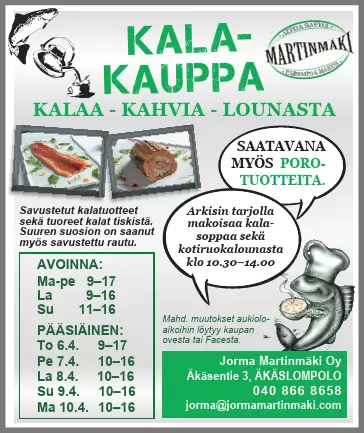 KALA-
KAUPPA
MARTINMÄKI
KALAA - KAHVIA - LOUNASTA
SAATAVANA
MYÖS PORO-
TUOTTEITA.
Savustetut kalatuotteet
sekä tuoreet kalat tiskistä.
Suuren suosion on saanut
myös savustettu rautu.
Arkisin tarjolla
makoisaa kala-
soppaa sekä
kotiruokalounasta
klo 10.30–14.00
AVOINNA:
Ma-pe 9–17
La 9–16
Su 11–16
PÄÄSIÄINEN:
To 6.4. 9–17
Pe 7.4. 10–16
La 8.4. 10–16
Su 9.4. 10–16
Ma 10.4. 10–16
Mahd. muutokset aukiolo-
aikoihin löytyy kaupan
ovesta tai Facesta.
Jorma Martinmäki Oy
Äkäsentie 3, ÄKÄSLOMPOLO
040 866 8658
jorma@jormamartinmaki.com